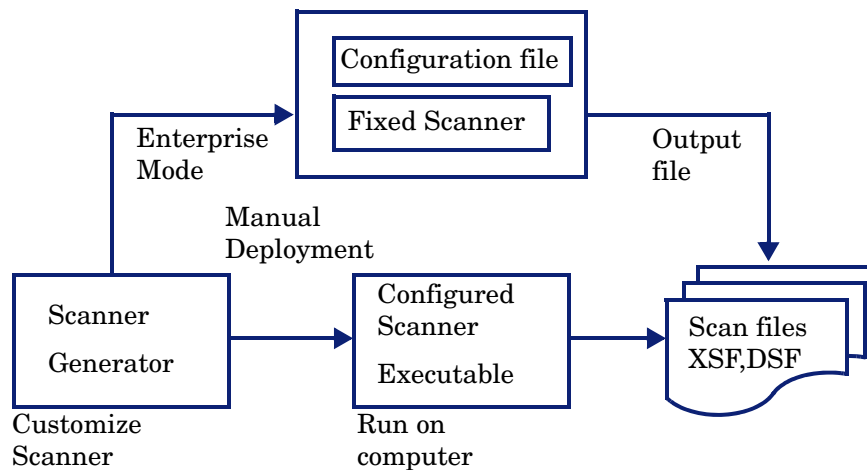 Configuration file
Fixed Scanner
Enterprise
Mode
Output
file
Manual
Deployment
Scanner
Generator
Configured
Scanner
Executable
Scan files
XSF,DSF
Customize
Scanner
Run on
computer